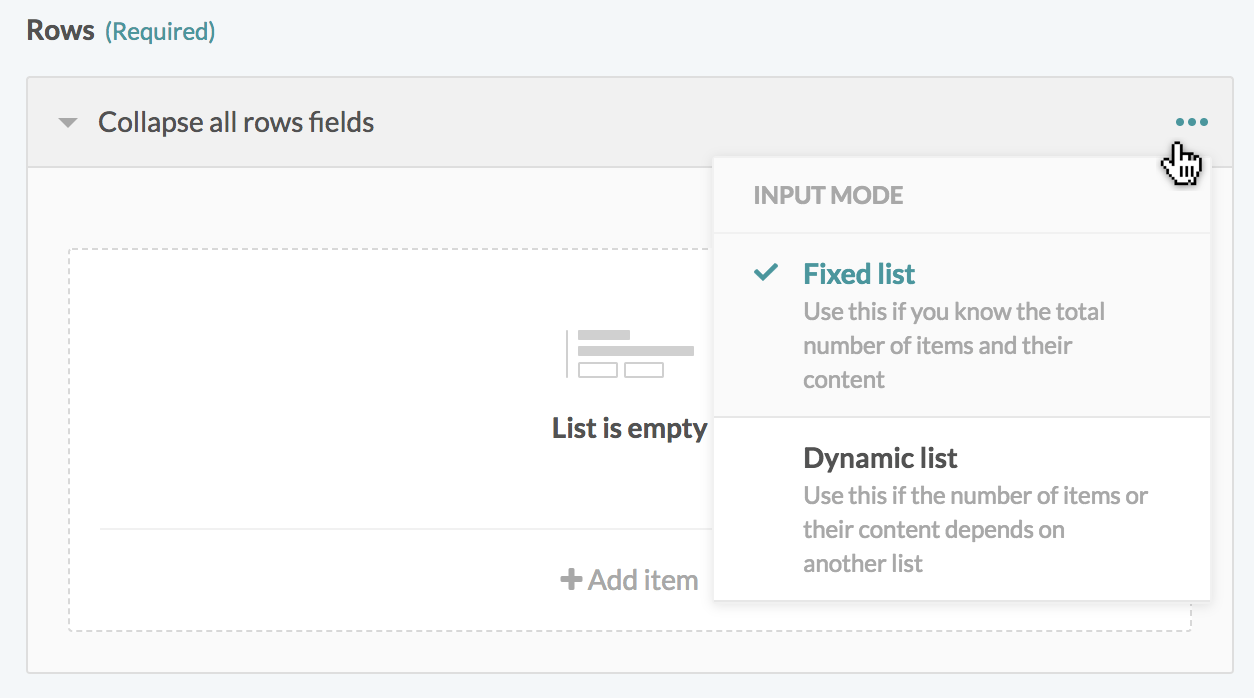 Rows (Required)
Collapse all rows fields
INPUT MODE
Fixed list
Use this if you know the total
number of items and their
content
List is empty
Dynamic list
Use this if the number of items or
their content depends on
another list
Add item